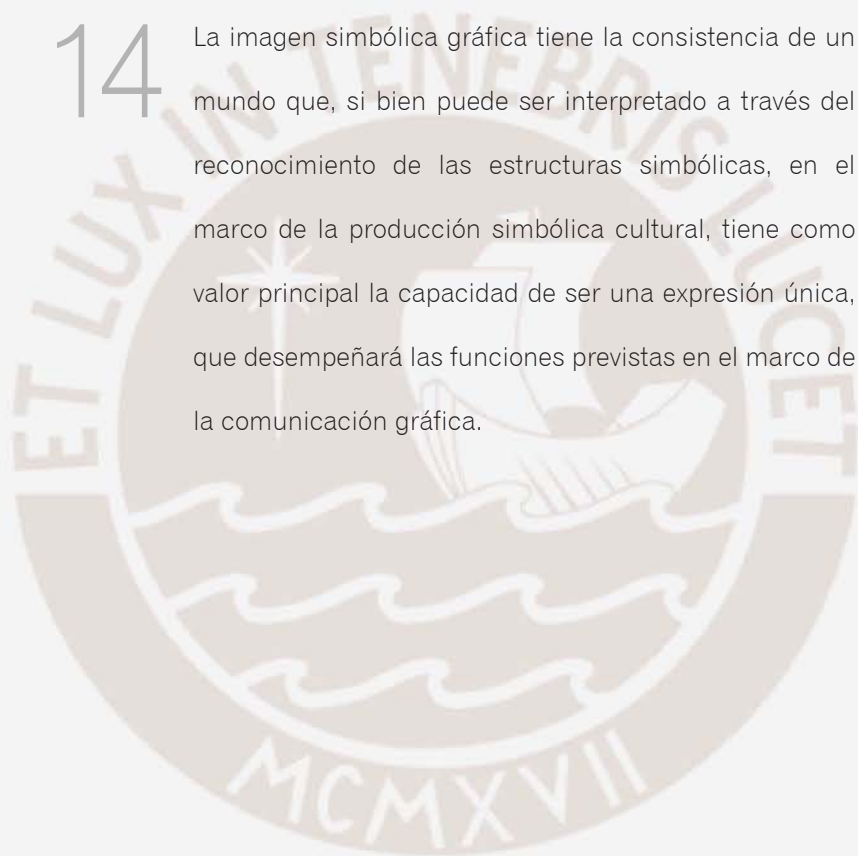 14
La imagen simbólica gráfica tiene la consistencia de un
mundo que, si bien puede ser interpretado a través del
reconocimiento de las estructuras simbólicas, en el
marco de la producción simbólica cultural, tiene como
valor principal la capacidad de ser una expresión única,
que desempeñará las funciones previstas en el marco de
la comunicación gráfica.
ET LUX IN TENEBRIS LUCET
MCMXVII